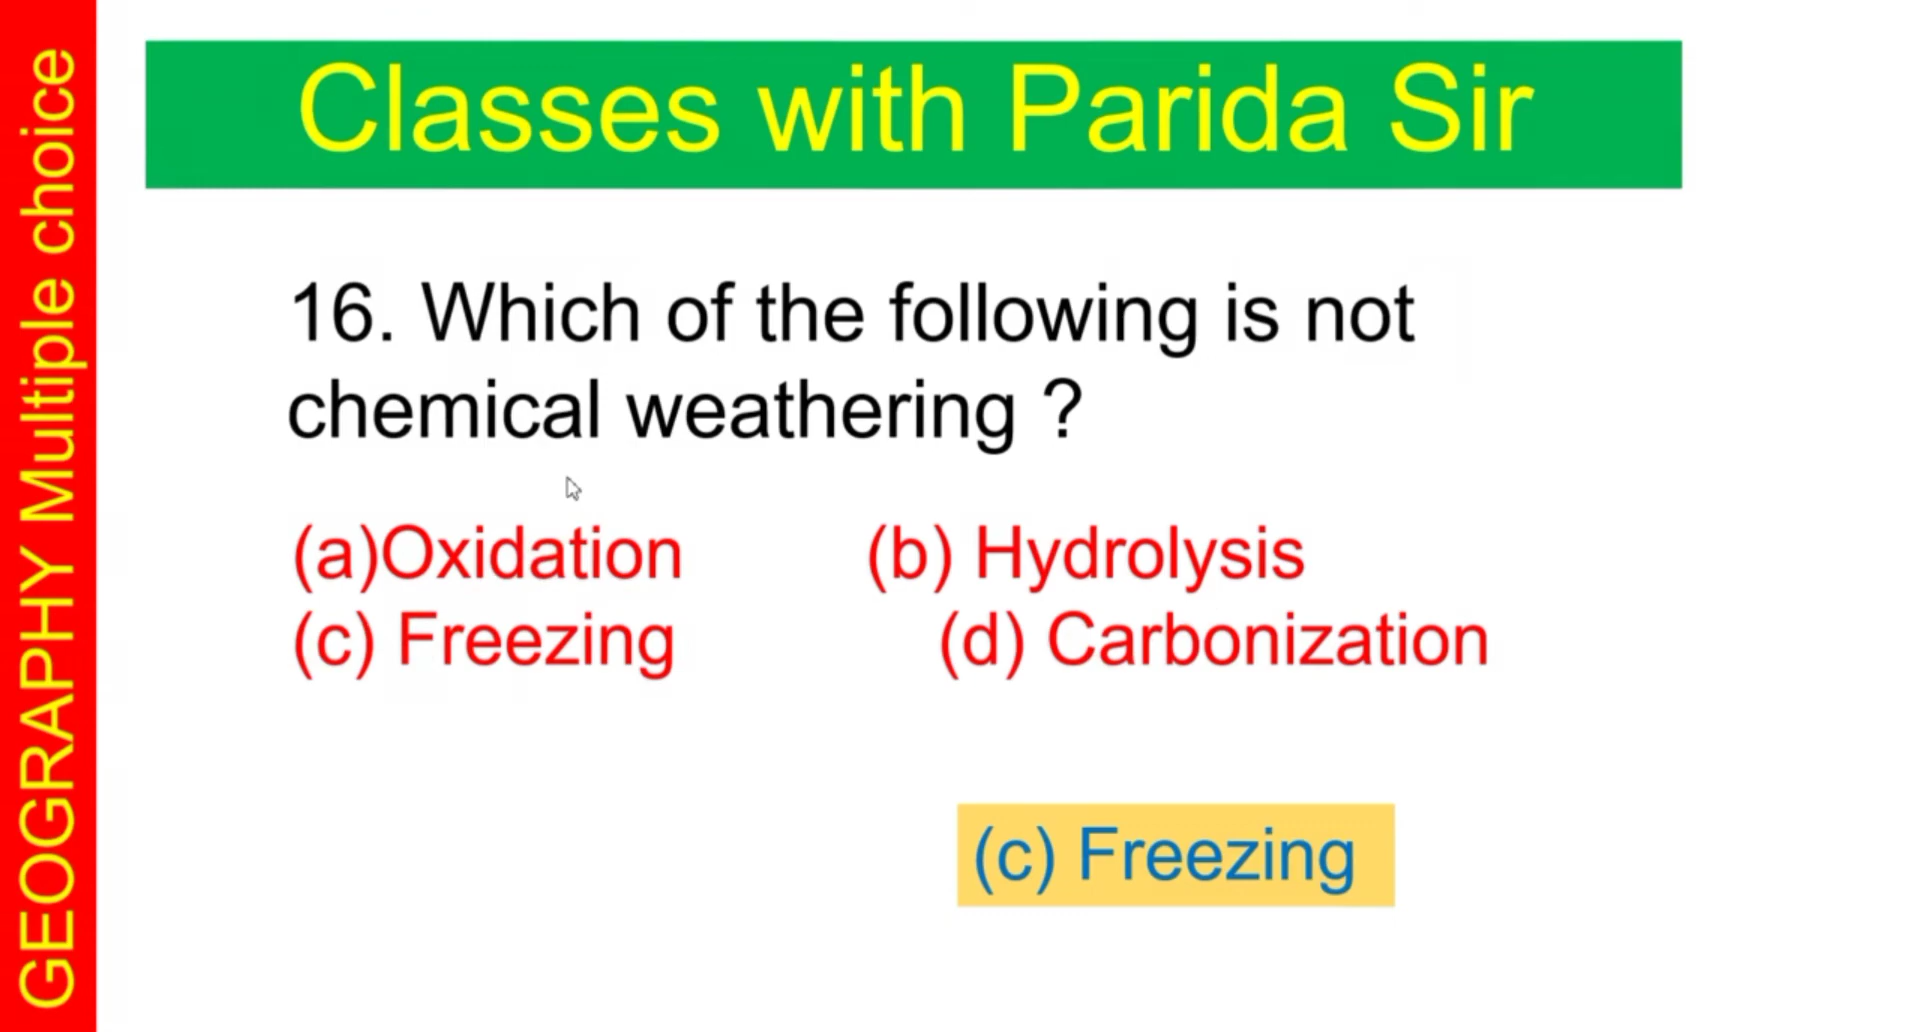 GEOGRAPHY Multiple choice
Classes with Parida Sir
16. Which of the following is not
chemical weathering ?
(a)Oxidation (b) Hydrolysis
(c) Freezing (d) Carbonization
(c) Freezing